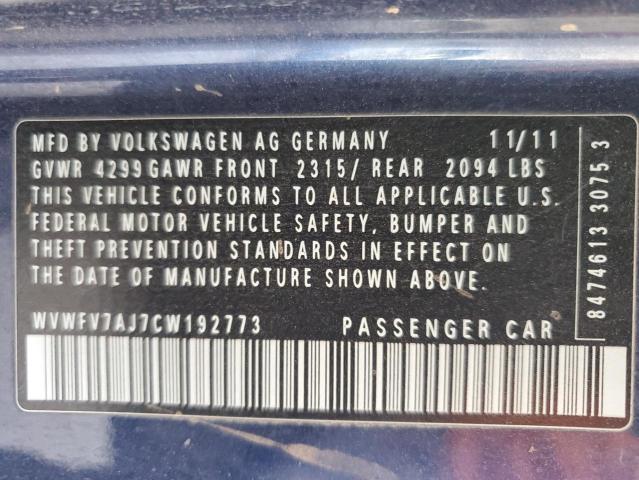 MFD BY VOLKSWAGEN AG GERMANY 11/11
GVWR 4299 GAWR FRONT 2315/ REAR 2094 LBS
THIS VEHICLE CONFORMS TO ALL APPLICABLE U.S.
FEDERAL MOTOR VEHICLE SAFETY, BUMPER AND
THEFT PREVENTION STANDARDS IN EFFECT ON
THE DATE OF MANUFACTURE SHOWN ABOVE.
WVWFV7AJ7CW192773 PASSENGER CAR
8474613 3075 3